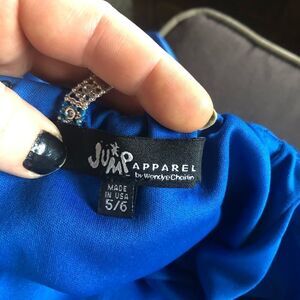 JUMP
APPAREL
by Wendye Chaitin
MADE
IN USA
5/6